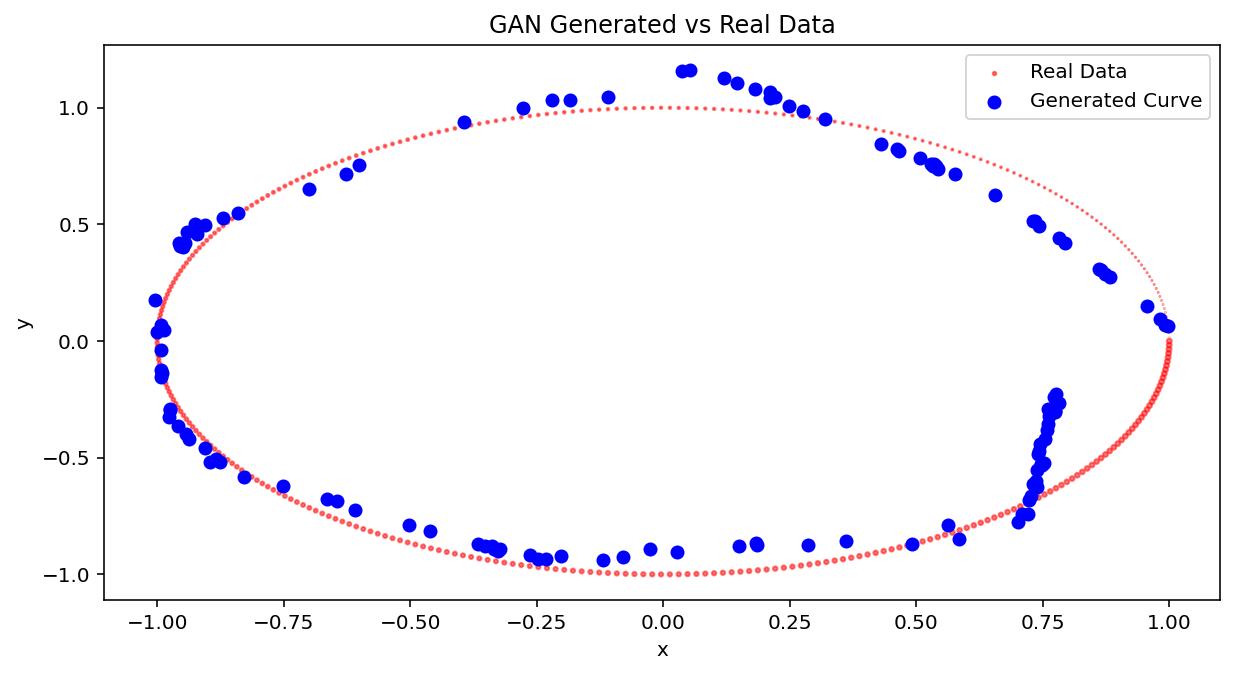 GAN Generated vs Real Data
Real Data
Generated Curve
y
1.0
0.5
0.0
−0.5
−1.0
−1.00 −0.75 −0.50 −0.25 0.00 0.25 0.50 0.75 1.00
x